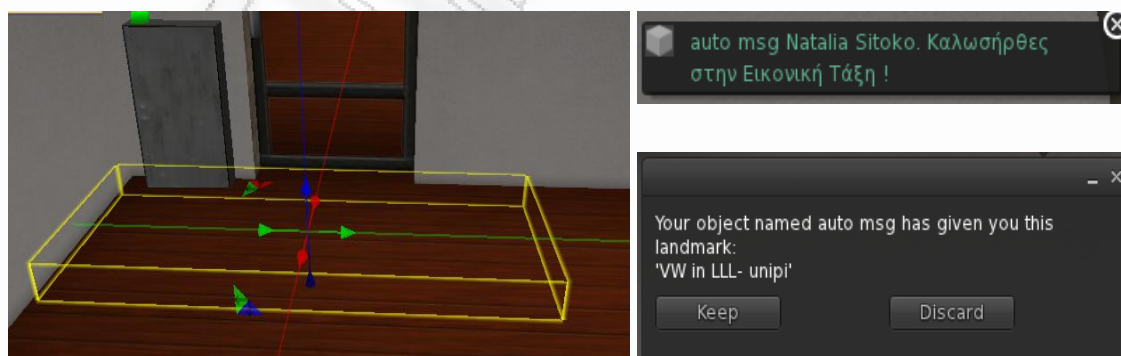 auto msg Natalia Sitoko. Καλωσήρθες
στην Εικονική Τάξη !
Your object named auto msg has given you this
landmark:
'VW in LLL- unipi'
Keep
Discard